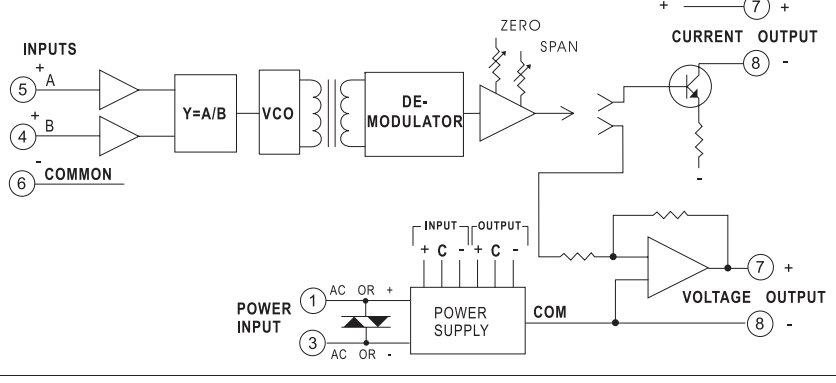 + 7 +
CURRENT OUTPUT
8 -
ZERO
SPAN
INPUTS
5 + A
4 + B
-
6 COMMON
Y=A/B
VCO
DE-
MODULATOR
-
INPUT OUTPUT
+ C - + C -
POWER
INPUT
1 AC OR +
3 AC OR -
POWER
SUPPLY
COM
7 +
VOLTAGE OUTPUT
8 -